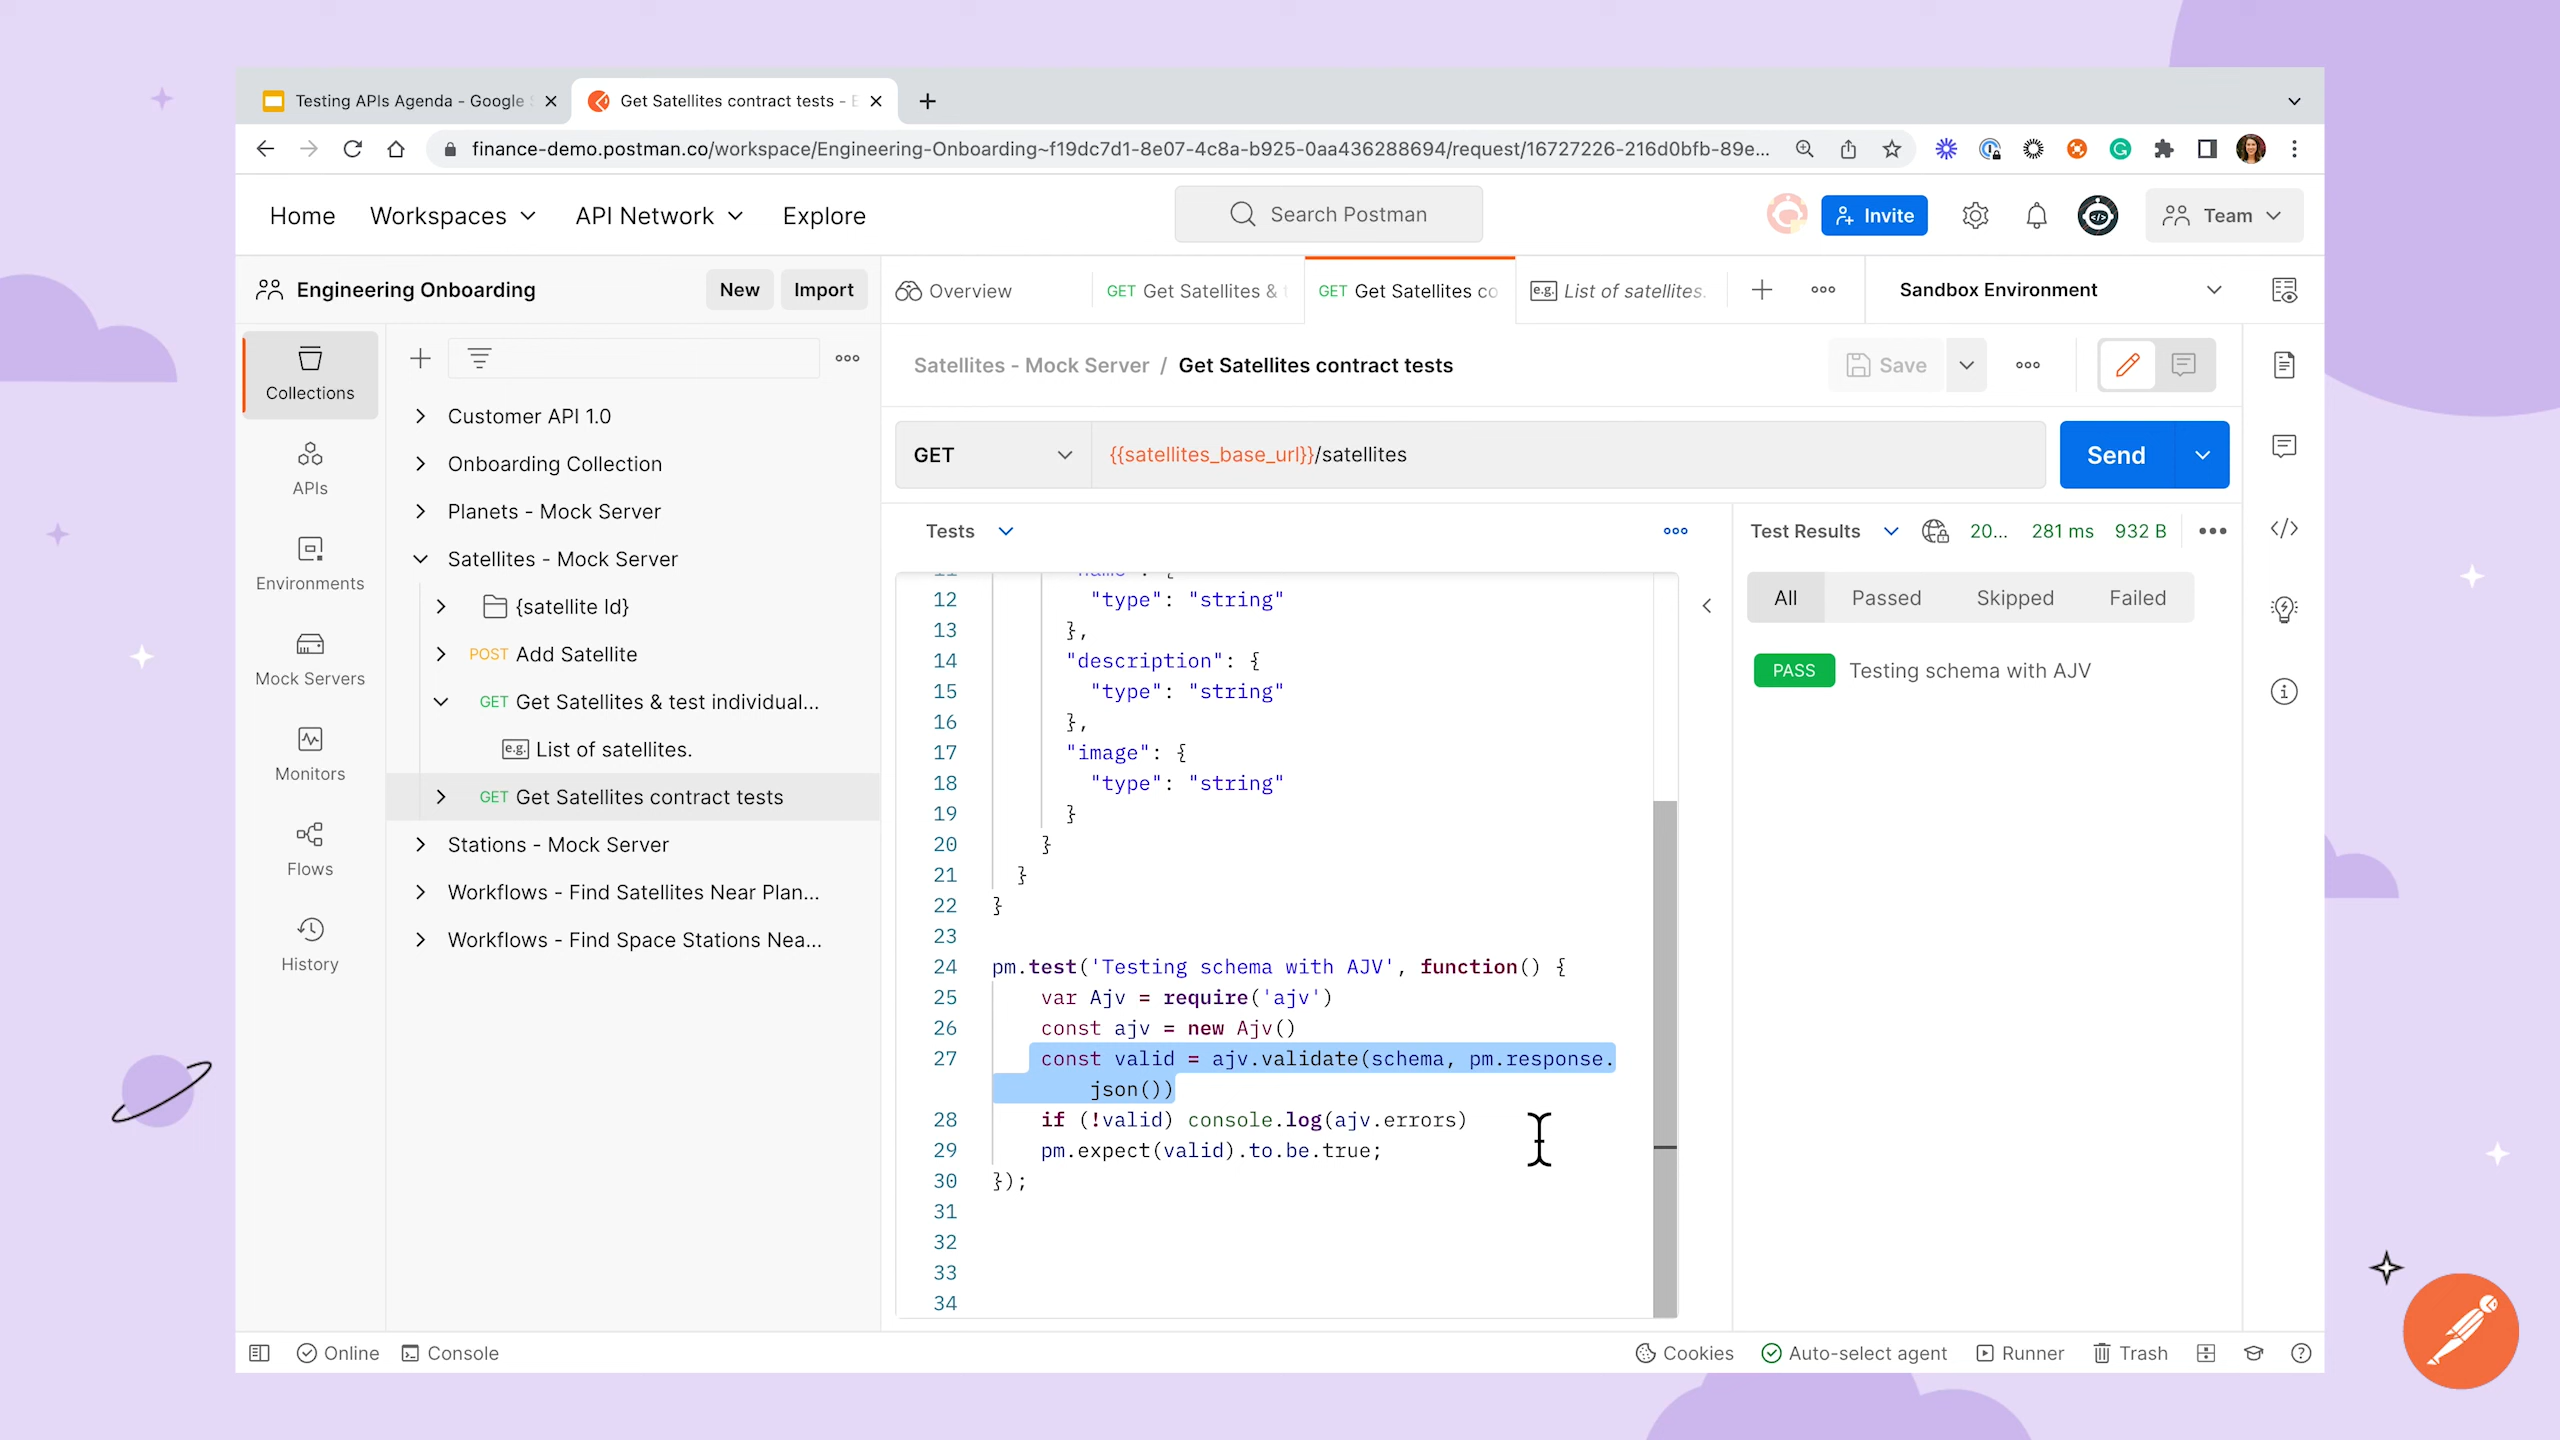 Testing APIs Agenda - Google
Get Satellites contract tests -
finance-demo.postman.co/workspace/Engineering-Onboarding~f19dc7d1-8e07-4c8a-b925-0aa436288694/request/16727226-216d0bfb-89e...
Home Workspaces API Network Explore
Search Postman
Invite
Team
Engineering Onboarding
New Import
Overview
GET Get Satellites &
GET Get Satellites co
e.g. List of satellites.
Sandbox Environment
Collections
APIs
Environments
Mock Servers
Monitors
Flows
History
Customer API 1.0
Onboarding Collection
Planets - Mock Server
Satellites - Mock Server
{satellite Id}
POST Add Satellite
GET Get Satellites & test individual...
e.g. List of satellites.
GET Get Satellites contract tests
Stations - Mock Server
Workflows - Find Satellites Near Plan...
Workflows - Find Space Stations Nea...
Satellites - Mock Server / Get Satellites contract tests
Save
GET {{satellites_base_url}}/satellites
Send
Tests
12 "type": "string"
13 },
14 "description": {
15 "type": "string"
16 },
17 "image": {
18 "type": "string"
19 }
20 }
21 }
22 }
23
24 pm.test('Testing schema with AJV', function() {
25 var Ajv = require('ajv')
26 const ajv = new Ajv()
27 const valid = ajv.validate(schema, pm.response.
json())
28 if (!valid) console.log(ajv.errors)
29 pm.expect(valid).to.be.true;
30 });
31
32
33
34
Test Results 20... 281 ms 932 B
All Passed Skipped Failed
PASS Testing schema with AJV
Online Console
Cookies Auto-select agent Runner Trash